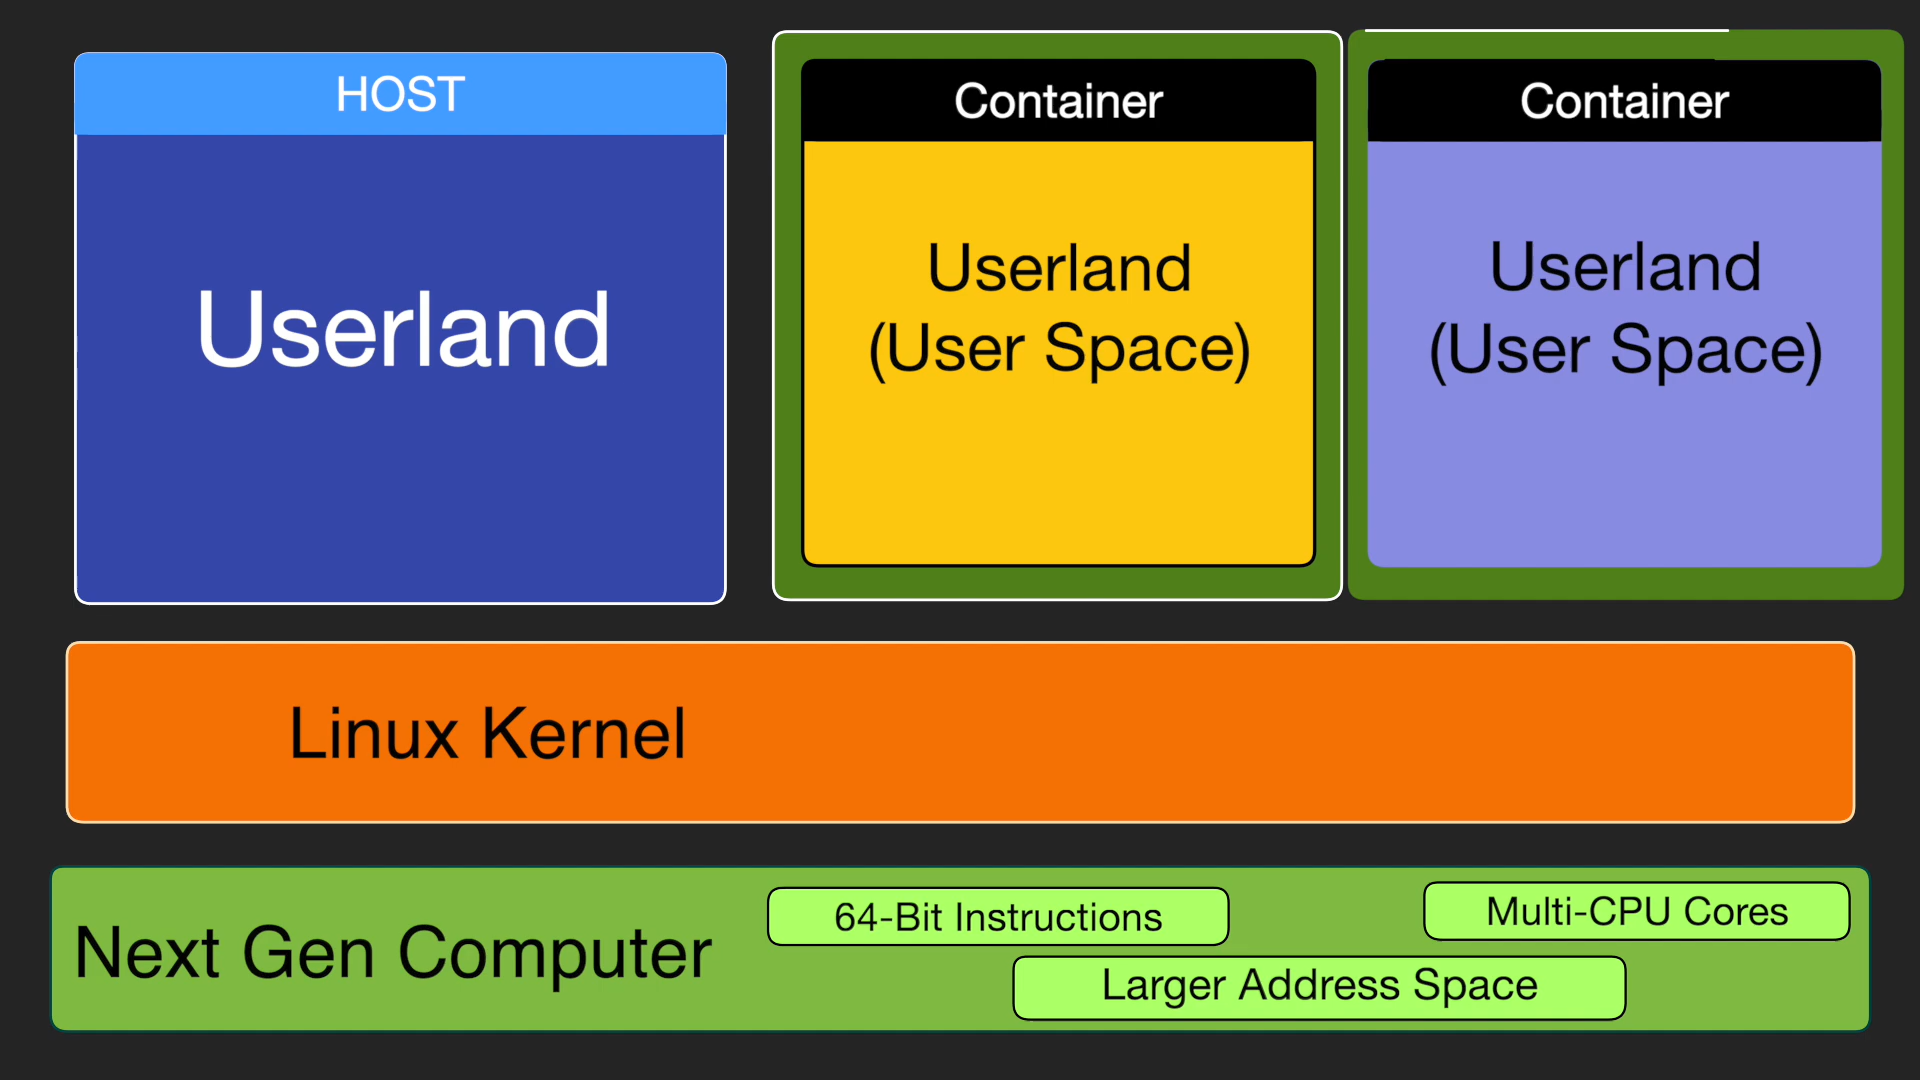 HOST
Userland
Container
Userland
(User Space)
Container
Userland
(User Space)
Linux Kernel
Next Gen Computer
64-Bit Instructions
Multi-CPU Cores
Larger Address Space